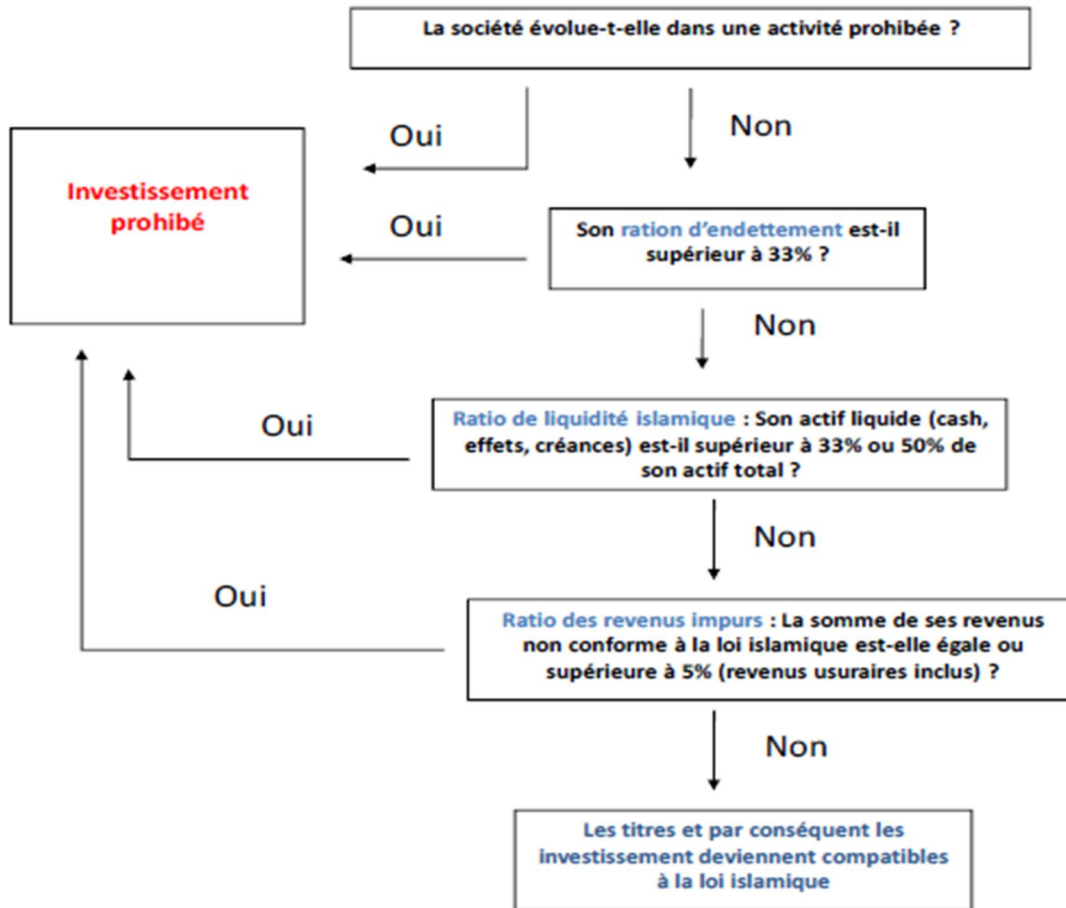 La société évolue-t-elle dans une activité prohibée ?
Oui
Non
Investissement
prohibé
Oui
Son ration d'endettement est-il
supérieur à 33% ?
Non
Oui
Ratio de liquidité islamique : Son actif liquide (cash,
effets, créances) est-il supérieur à 33% ou 50% de
son actif total ?
Non
Oui
Ratio des revenus impurs : La somme de ses revenus
non conforme à la loi islamique est-elle égale ou
supérieure à 5% (revenus usuraires inclus) ?
Non
Les titres et par conséquent les
investissement deviennent compatibles
à la loi islamique